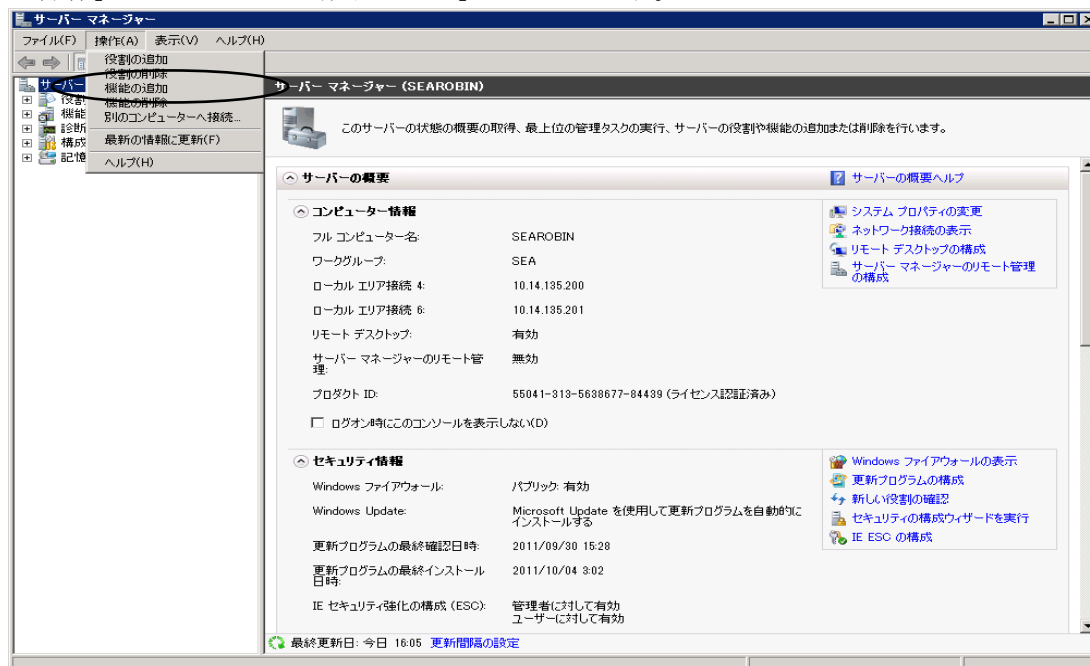 サーバー マネージャー
ファイル(F) 操作(A) 表示(V) ヘルプ(H)
役割の追加
役割の削除
機能の追加
機能の削除
別のコンピューターへ接続...
最新の情報に更新(F)
ヘルプ(H)
サーバー
役割
機能
診断
構成
記憶
サーバー マネージャー (SEAROBIN)
このサーバーの状態の概要の取得、最上位の管理タスクの実行、サーバーの役割や機能の追加または削除を行います。
サーバーの概要
サーバーの概要ヘルプ
コンピューター情報
フル コンピューター名: SEAROBIN
ワークグループ: SEA
ローカル エリア接続 4: 10.14.135.200
ローカル エリア接続 6: 10.14.135.201
リモート デスクトップ: 有効
サーバー マネージャーのリモート管
理: 無効
プロダクト ID: 55041-313-5638677-84439 (ライセンス認証済み)
ログオン時にこのコンソールを表示しない(D)
システム プロパティの変更
ネットワーク接続の表示
リモート デスクトップの構成
サーバー マネージャーのリモート管理
の構成
セキュリティ情報
Windows ファイアウォール: パブリック: 有効
Windows Update: Microsoft Update を使用して更新プログラムを自動的に
インストールする
更新プログラムの最終確認日時: 2011/09/30 15:28
更新プログラムの最終インストール
日時: 2011/10/04 3:02
IE セキュリティ強化の構成 (ESC): 管理者に対して有効
ユーザーに対して有効
Windows ファイアウォールの表示
更新プログラムの構成
新しい役割の確認
セキュリティの構成ウィザードを実行
IE ESC の構成
最終更新日: 今日 16:05 更新間隔の設定